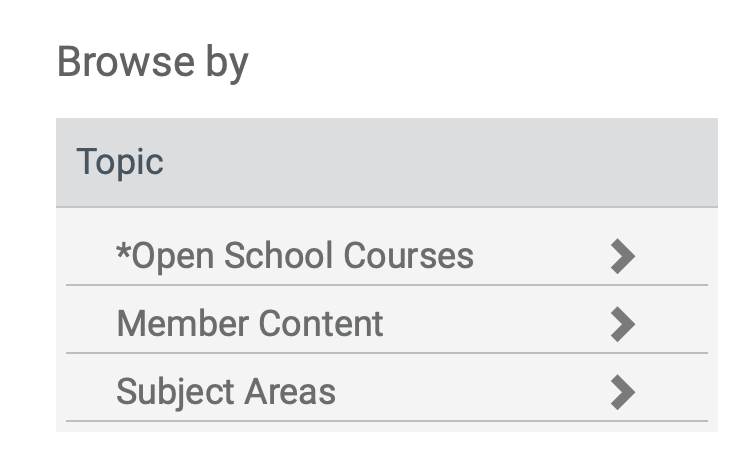 Browse by
Topic
*Open School Courses
Member Content
Subject Areas